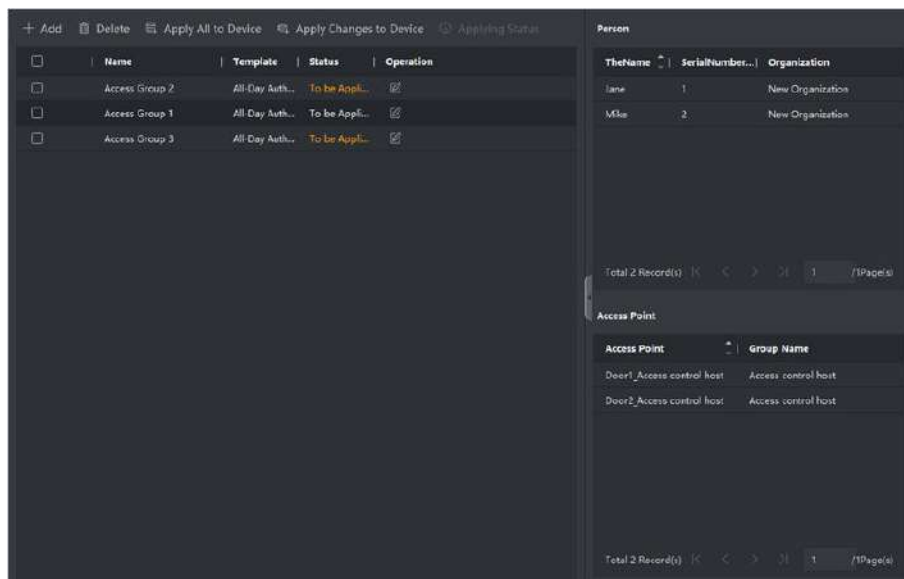 Add Delete Apply All to Device Apply Changes to Device Applying Status
Name Template Status Operation
Access Group 2 All-Day Auth... To be Appli...
Access Group 1 All-Day Auth... To be Appli...
Access Group 3 All-Day Auth... To be Appli...
Person
TheName SerialNumber... Organization
Jane 1 New Organization
Mike 2 New Organization
Total 2 Record(s) 1 /1Page(s)
Access Point
Access Point Group Name
Door1_Access control host Access control host
Door2_Access control host Access control host
Total 2 Record(s) 1 /1Page(s)